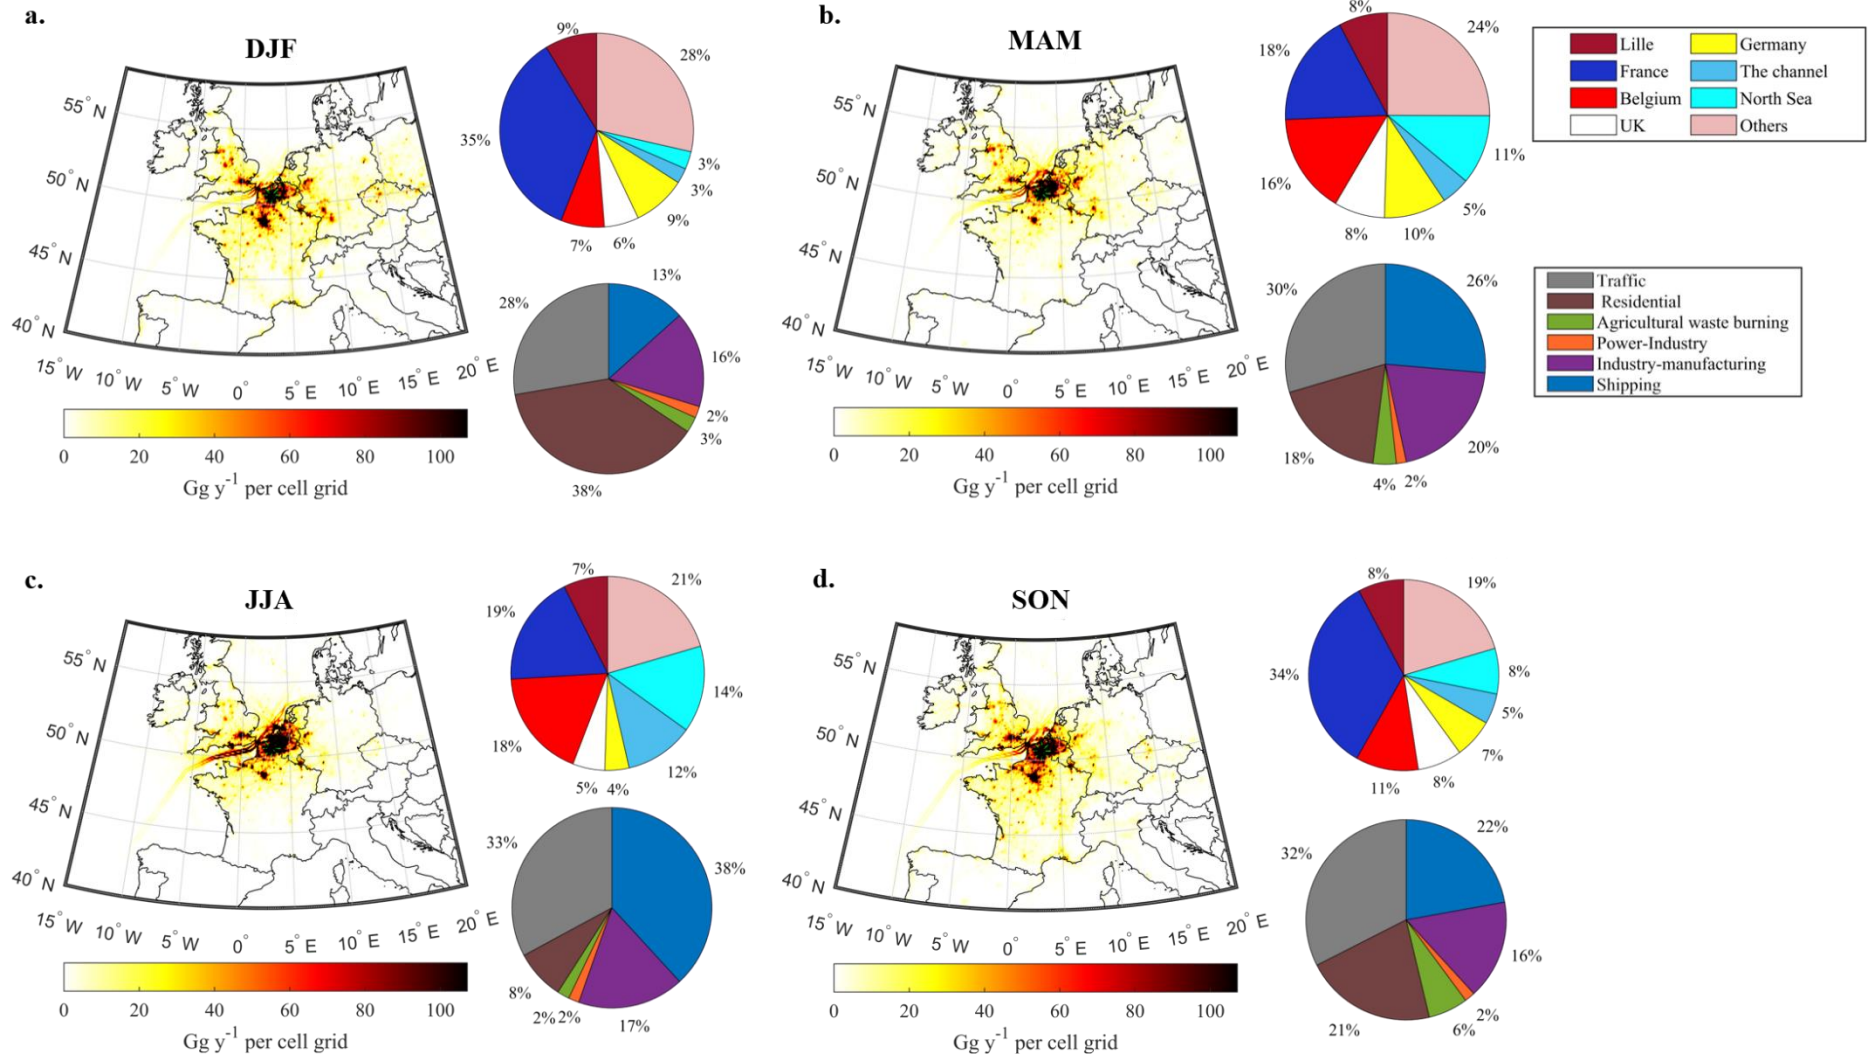 a.
DJF
55° N
50° N
45° N
40° N
15° W
10° W
5° W
0°
5° E
10° E
15° E
20° E
0 20 40 60 80 100
Gg y-1 per cell grid
9%
28%
35%
3%
3%
9%
7%
6%
13%
28%
16%
2%
3%
38%
b.
MAM
55° N
50° N
45° N
40° N
15° W
10° W
5° W
0°
5° E
10° E
15° E
20° E
0 20 40 60 80 100
Gg y-1 per cell grid
8%
24%
18%
11%
16%
5%
8%
10%
30%
26%
18%
20%
4%
2%
Lille
Germany
France
The channel
Belgium
North Sea
UK
Others
Traffic
Residential
Agricultural waste burning
Power-Industry
Industry-manufacturing
Shipping
c.
JJA
55° N
50° N
45° N
40° N
15° W
10° W
5° W
0°
5° E
10° E
15° E
20° E
0 20 40 60 80 100
Gg y-1 per cell grid
7%
21%
19%
14%
18%
12%
5%
4%
33%
38%
8%
2%
2%
17%
d.
SON
55° N
50° N
45° N
40° N
15° W
10° W
5° W
0°
5° E
10° E
15° E
20° E
0 20 40 60 80 100
Gg y-1 per cell grid
8%
19%
34%
8%
5%
7%
11%
8%
32%
22%
16%
2%
21%
6%